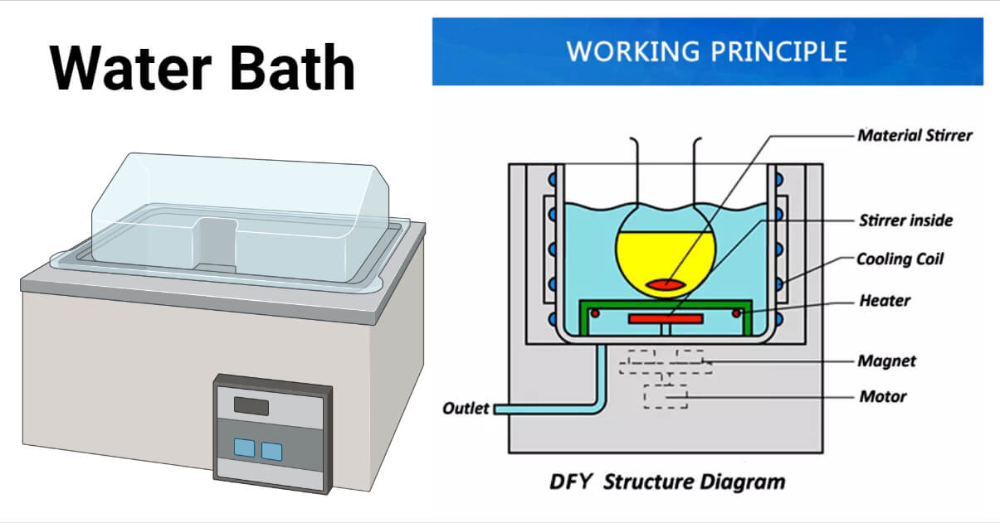 Water Bath
WORKING PRINCIPLE
Material Stirrer
Stirrer inside
Cooling Coil
Heater
Magnet
Motor
Outlet
DFY Structure Diagram